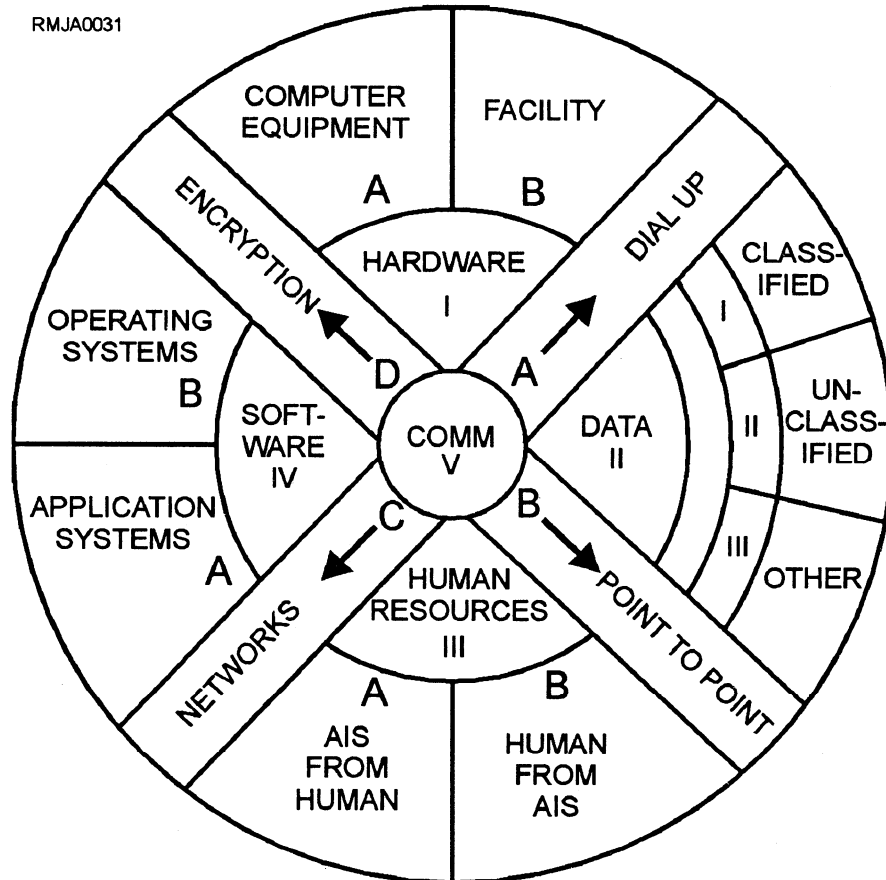 RMJA0031
COMPUTER
EQUIPMENT
A
FACILITY
B
HARDWARE
I
ENCRYPTION
D
DIAL UP
A
CLASS-
IFIED
I
UN-
CLASS-
IFIED
II
OTHER
III
DATA
II
OPERATING
SYSTEMS
B
SOFT-
WARE
IV
APPLICATION
SYSTEMS
A
COMM
V
C
NETWORKS
B
POINT TO POINT
HUMAN
RESOURCES
III
A
AIS
FROM
HUMAN
B
HUMAN
FROM
AIS